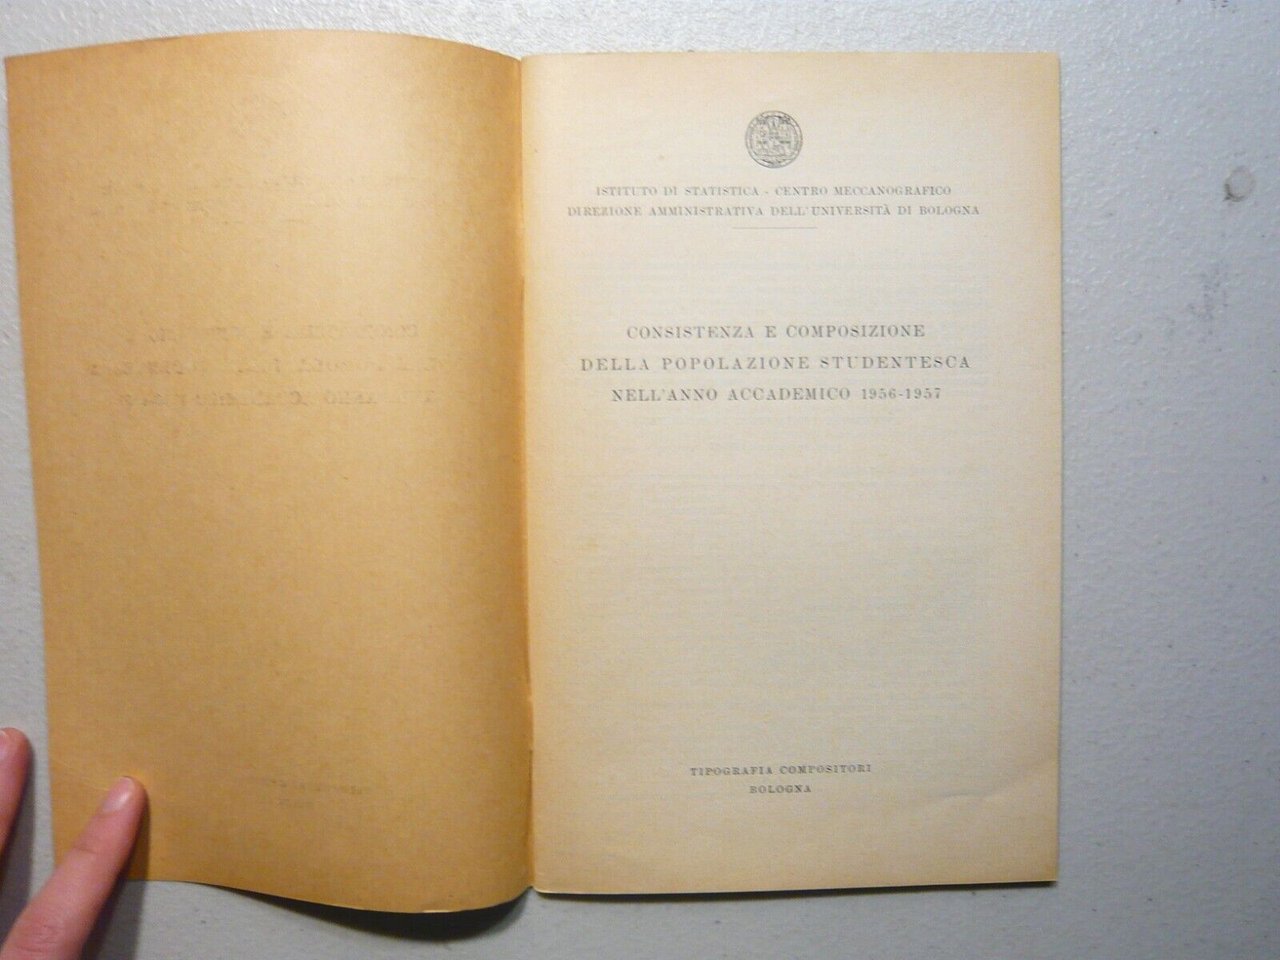 ISTITUTO DI STATISTICA - CENTRO MECCANOGRAFICO
DIREZIONE AMMINISTRATIVA DELL'UNIVERSITÀ DI BOLOGNA
CONSISTENZA E COMPOSIZIONE
DELLA POPOLAZIONE STUDENTESCA
NELL'ANNO ACCADEMICO 1956-1957
TIPOGRAFIA COMPOSITORI
BOLOGNA